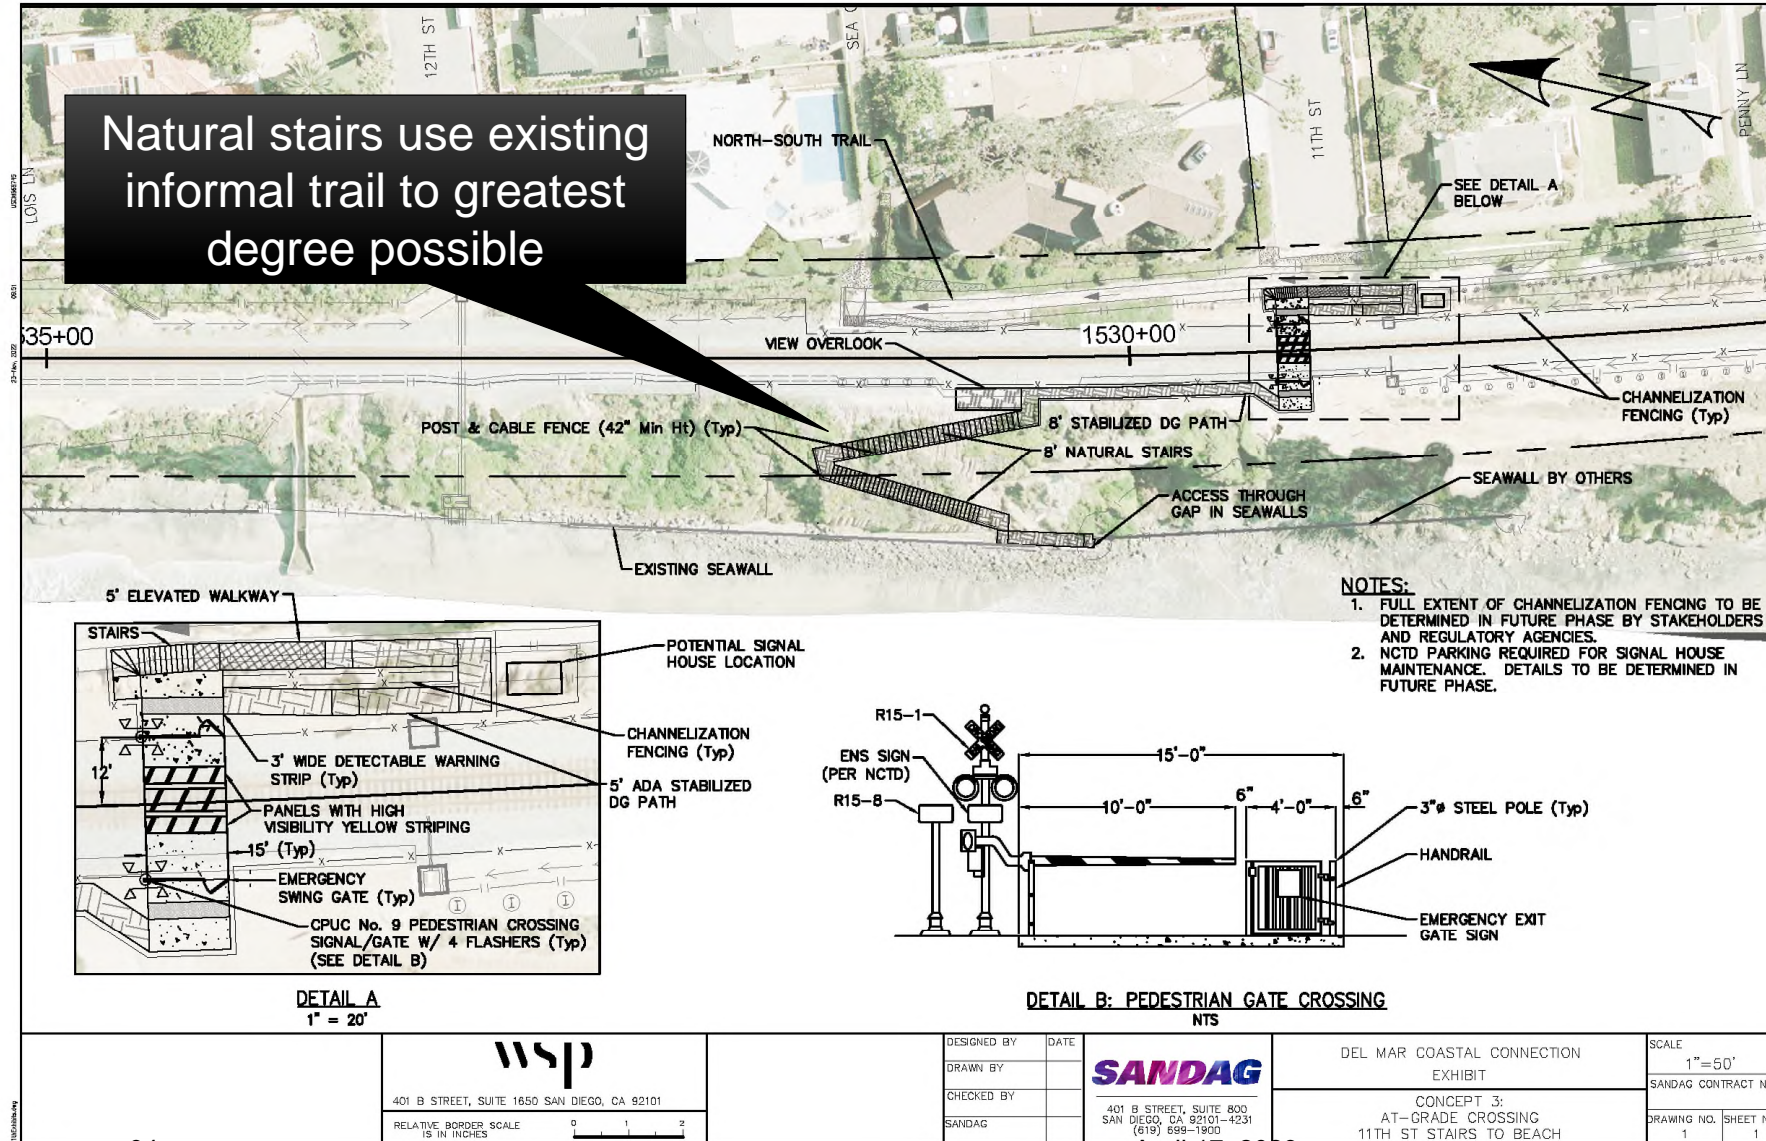 12TH ST
SEA
11TH ST
PENNY LN
LOIS LN
Natural stairs use existing
informal trail to greatest
degree possible
NORTH-SOUTH TRAIL
SEE DETAIL A
BELOW
535+00
1530+00
VIEW OVERLOOK
CHANNELIZATION
FENCING (Typ)
POST & CABLE FENCE (42" Min Ht) (Typ)
8' STABILIZED DG PATH
8' NATURAL STAIRS
SEAWALL BY OTHERS
ACCESS THROUGH
GAP IN SEAWALLS
EXISTING SEAWALL
NOTES:
1. FULL EXTENT OF CHANNELIZATION FENCING TO BE
DETERMINED IN FUTURE PHASE BY STAKEHOLDERS
AND REGULATORY AGENCIES.
2. NCTD PARKING REQUIRED FOR SIGNAL HOUSE
MAINTENANCE. DETAILS TO BE DETERMINED IN
FUTURE PHASE.
5' ELEVATED WALKWAY
STAIRS
POTENTIAL SIGNAL
HOUSE LOCATION
CHANNELIZATION
FENCING (Typ)
3' WIDE DETECTABLE WARNING
STRIP (Typ)
12'
5' ADA STABILIZED
DG PATH
PANELS WITH HIGH
VISIBILITY YELLOW STRIPING
15' (Typ)
EMERGENCY
SWING GATE (Typ)
CPUC No. 9 PEDESTRIAN CROSSING
SIGNAL/GATE W/ 4 FLASHERS (Typ)
(SEE DETAIL B)
DETAIL A
1" = 20'
R15-1
ENS SIGN
(PER NCTD)
R15-8
15'-0"
10'-0"
6"
4'-0"
6"
3"ø STEEL POLE (Typ)
HANDRAIL
EMERGENCY EXIT
GATE SIGN
DETAIL B: PEDESTRIAN GATE CROSSING
NTS
wsp
401 B STREET, SUITE 1650 SAN DIEGO, CA 92101
RELATIVE BORDER SCALE
IS IN INCHES
0 1 2
DESIGNED BY
DATE
DRAWN BY
CHECKED BY
SANDAG
SANDAG
401 B STREET, SUITE 800
SAN DIEGO, CA 92101-4231
(619) 699-1900
DEL MAR COASTAL CONNECTION
EXHIBIT
CONCEPT 3:
AT-GRADE CROSSING
11TH ST STAIRS TO BEACH
SCALE
1"=50'
SANDAG CONTRACT N
DRAWING NO.
1
SHEET N
1